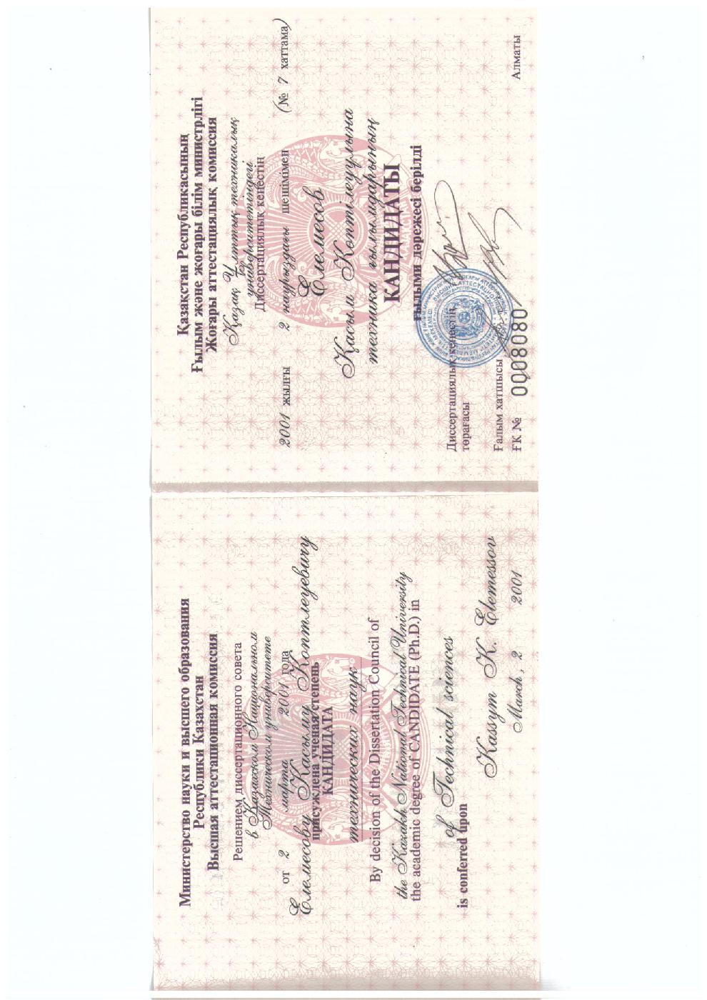 Министерство науки и высшего образования
Республики Казахстан
Высшая аттестационная комиссия
Решением диссертационного совета
в Казахском Национальном
Техническом университете
от 2 марта 2001 года
Елемесову Касыму Коптлеуевичу
присуждена ученая степень
КАНДИДАТА
технических наук
By decision of the Dissertation Council of
the Kazakh National Technical University
the academic degree of CANDIDATE (Ph.D.) in
of Technical sciences
is conferred upon
Kassym K. Elemessov
March, 2 2001
Қазақстан Республикасының
Ғылым және жоғары білім министрлігі
Жоғары аттестациялық комиссия
Қазақ Ұлттық техникалық
университетіндегі
Диссертациялық кеңестің
2001 жылғы 2 наурыздағы шешімімен (№ 7 хаттама)
Елемесов
Қасым Көптілеуұлына
техника ғылымдарының
КАНДИДАТЫ
ғылыми дәрежесі берілді
Диссертациялық кеңестің
төрағасы
Ғалым хатшысы
ҒК № 0008080
Алматы